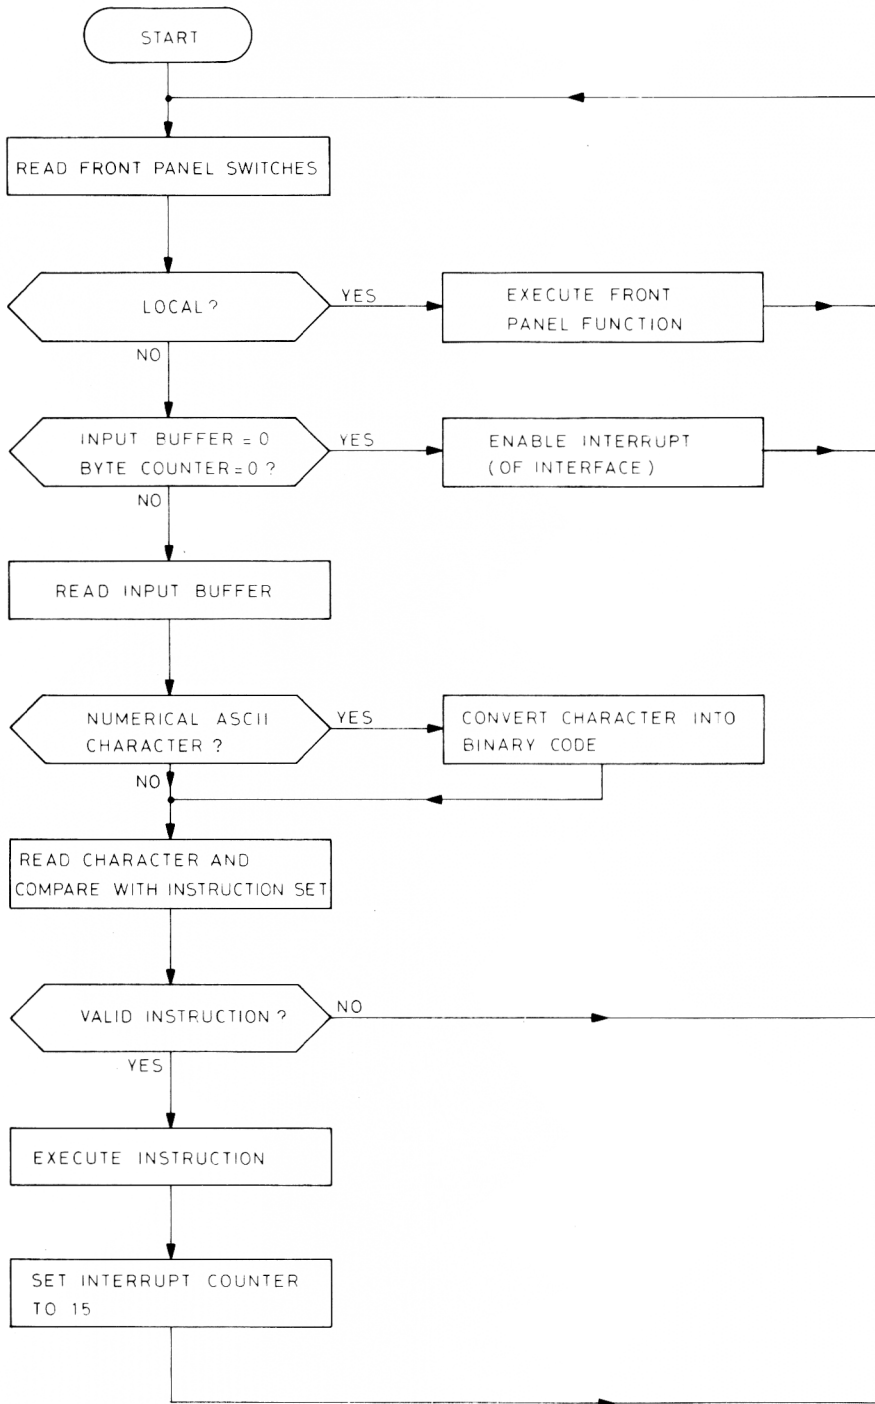 START
READ FRONT PANEL SWITCHES
LOCAL?
YES
EXECUTE FRONT
PANEL FUNCTION
NO
INPUT BUFFER=0
BYTE COUNTER=0?
YES
ENABLE INTERRUPT
(OF INTERFACE)
NO
READ INPUT BUFFER
NUMERICAL ASCII
CHARACTER?
YES
CONVERT CHARACTER INTO
BINARY CODE
NO
READ CHARACTER AND
COMPARE WITH INSTRUCTION SET
VALID INSTRUCTION?
NO
YES
EXECUTE INSTRUCTION
SET INTERRUPT COUNTER
TO 15